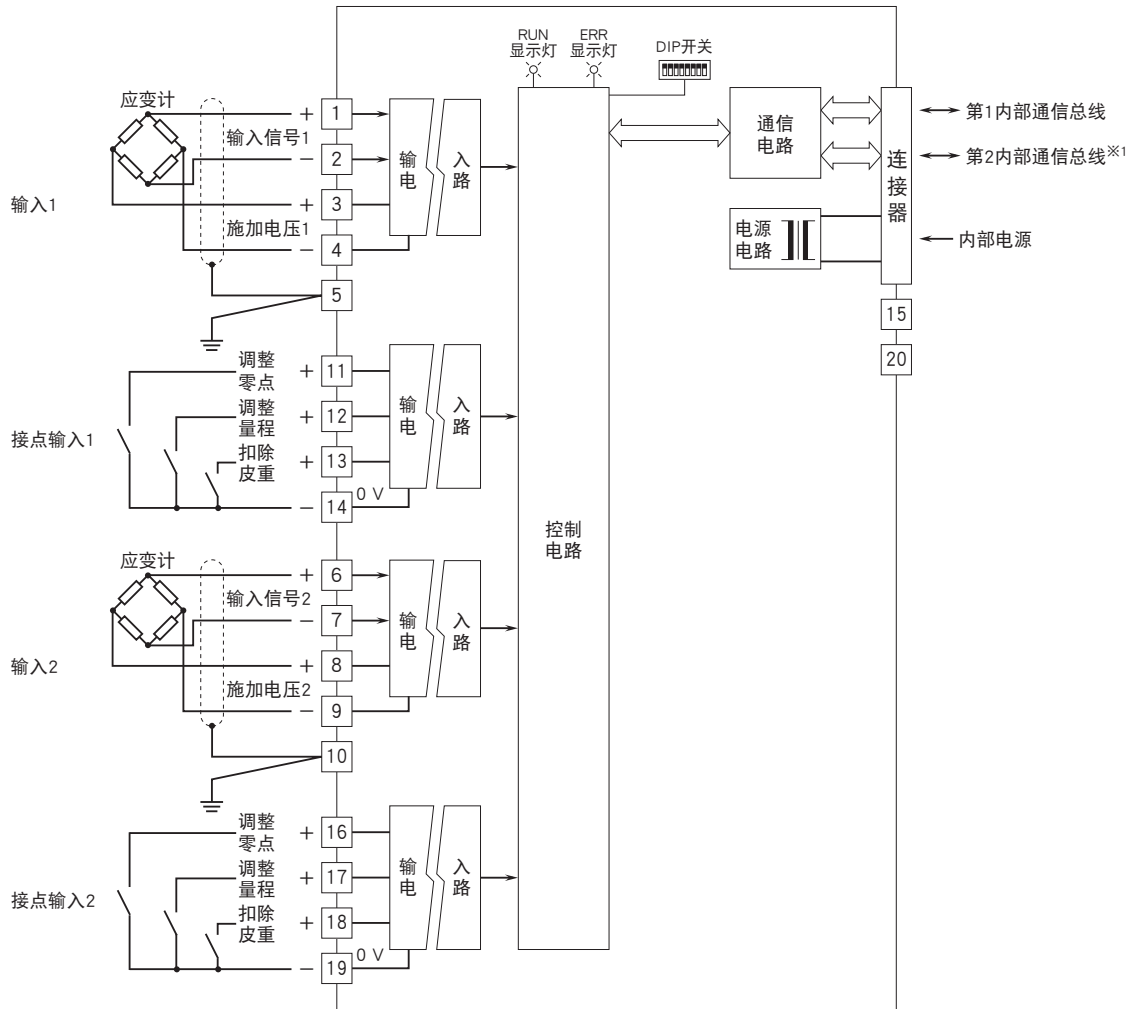 RUN
显示灯
ERR
显示灯
DIP开关
应变计
输入信号1
施加电压1
输入1
+ 1
− 2
+ 3
− 4
5
输 入
电 路
通信
电路
连
接
器
第1内部通信总线
第2内部通信总线※1
电源
电路
内部电源
15
20
接点输入1
调整
零点
+ 11
调整
量程
+ 12
扣除
皮重
+ 13
− 14
0 V
输 入
电 路
控制
电路
应变计
输入信号2
施加电压2
输入2
+ 6
− 7
+ 8
− 9
10
输 入
电 路
接点输入2
调整
零点
+ 16
调整
量程
+ 17
扣除
皮重
+ 18
− 19
0 V
输 入
电 路